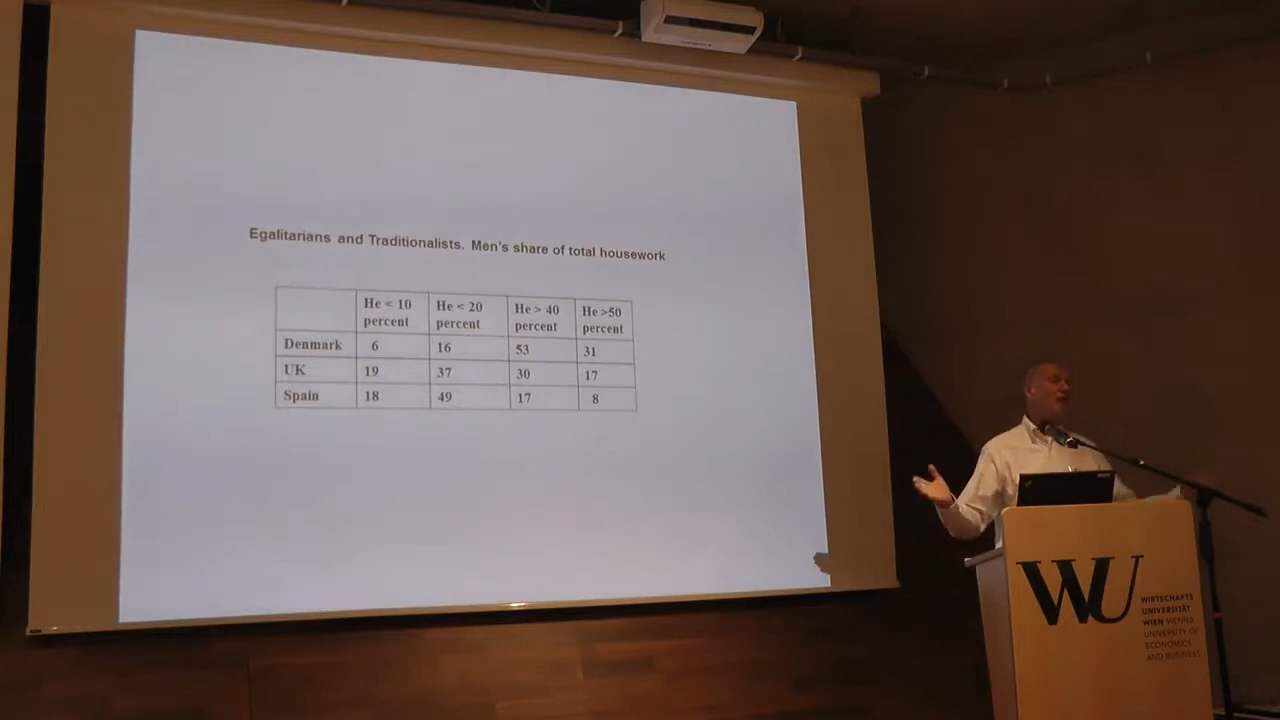 Egalitarians and Traditionalists. Men's share of total housework
He < 10 percent He < 20 percent He > 40 percent He >50 percent
Denmark 6 16 53 31
UK 19 37 30 17
Spain 18 49 17 8
WU
WIRTSCHAFTS
UNIVERSITÄT
WIEN VIENNA
UNIVERSITY OF
ECONOMICS
AND BUSINESS